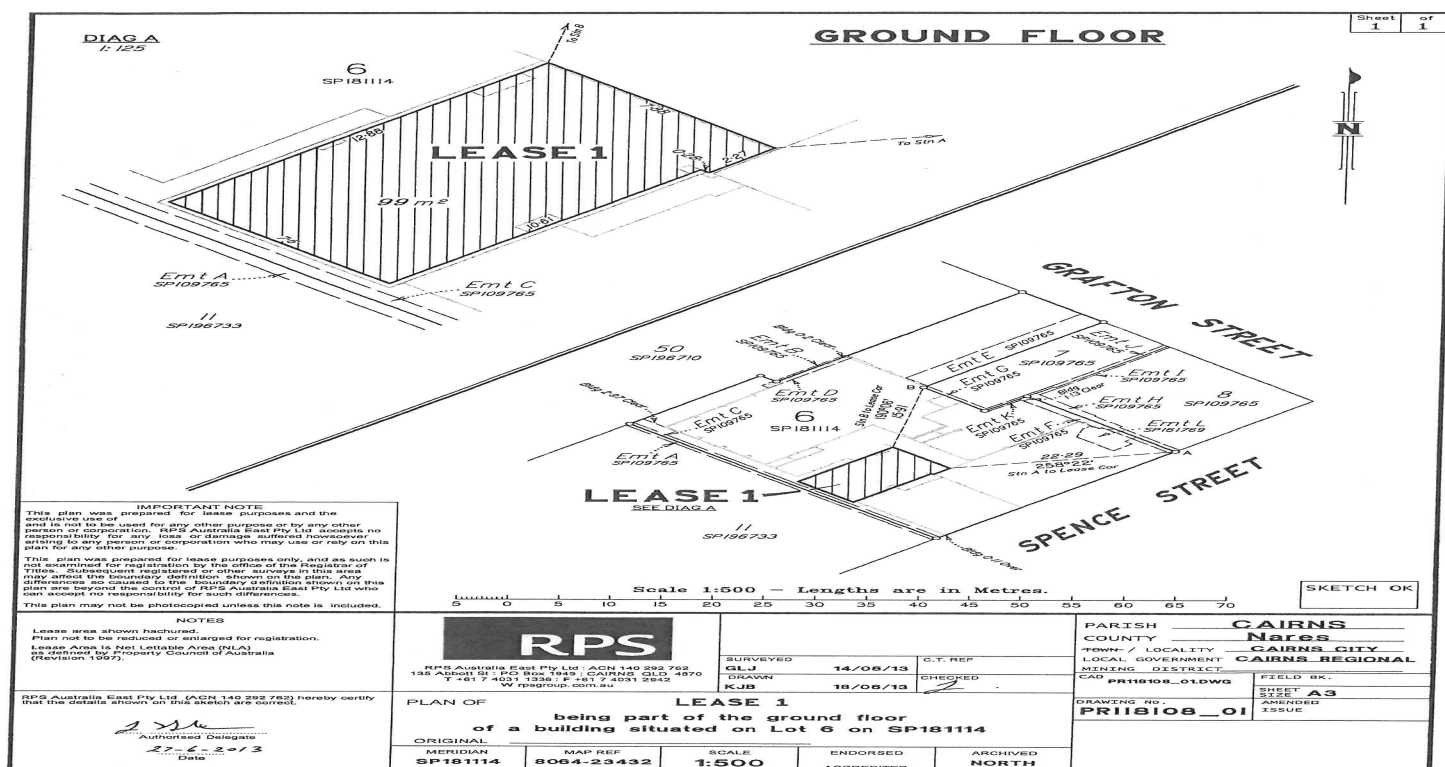 DIAG A
1:125
GROUND FLOOR
Sheet of
1 1
6
SP181114
To Stn B
N
12·88
7·98
LEASE 1
0·28
2·27
To Stn A
99 m²
10·61
Emt A
SP109765
Emt C
SP109765
11
SP196733
GRAFTON STREET
50
SP196710
Emt B
SP109765
Emt E SP109765
Emt J
SP109765
7
SP109765
Emt G
SP109765
Emt I
SP109765
Emt D
SP109765
B
Bldg
1·13 Clear
Emt H
SP109765
8
SP109765
A
Emt C
SP109765
6
SP181114
Stn B to Lease Cor
190°06'
15·91
Emt K
SP109765
Emt F
SP109765
Emt L
SP161769
Emt A
SP109765
22·29
258°22'
Stn A to Lease Cor
A
LEASE 1
SEE DIAG A
SPENCE STREET
11
SP196733
IMPORTANT NOTE
This plan was prepared for lease purposes and the
exclusive use of
and is not to be used for any other purpose or by any other
person or corporation. RPS Australia East Pty Ltd accepts no
responsibility for any loss or damage suffered howsoever
arising to any person or corporation who may use or rely on this
plan for any other purpose.
This plan was prepared for lease purposes only, and as such is
not examined for registration by the office of the Registrar of
Titles. Subsequent registered or other surveys in this area
may affect the boundary definition shown on the plan. Any
differences so caused to the boundary definition shown on this
plan are beyond the control of RPS Australia East Pty Ltd who
can accept no responsibility for such differences.
This plan may not be photocopied unless this note is included.
Scale 1:500 – Lengths are in Metres.
5 0 5 10 15 20 25 30 35 40 45 50 55 60 65 70
SKETCH OK
NOTES
Lease area shown hachured.
Plan not to be reduced or enlarged for registration.
Lease Area is Net Lettable Area (NLA)
as defined by Property Council of Australia
(Revision 1997).
RPS Australia East Pty Ltd (ACN 140 292 762) hereby certify
that the details shown on this sketch are correct.
Authorised Delegate
27-6-2013
Date
RPS
RPS Australia East Pty Ltd : ACN 140 292 762
135 Abbott St : PO Box 1949 : CAIRNS QLD 4870
T +61 7 4031 1336 : F +61 7 4031 2942
W rpsgroup.com.au
SURVEYED
GLJ 14/06/13
C.T. REF
DRAWN
KJB 18/06/13
CHECKED
PLAN OF
LEASE 1
being part of the ground floor
of a building situated on Lot 6 on SP181114
ORIGINAL
MERIDIAN
SP181114
MAP REF
8064-23432
SCALE
1:500
ENDORSED
ACCREDITED
ARCHIVED
NORTH
PARISH CAIRNS
COUNTY Nares
TOWN / LOCALITY CAIRNS CITY
LOCAL GOVERNMENT CAIRNS REGIONAL
MINING DISTRICT
CAD PR118108_01.DWG
FIELD BK.
SHEET SIZE A3
DRAWING No.
PR118108_01
AMENDED
ISSUE